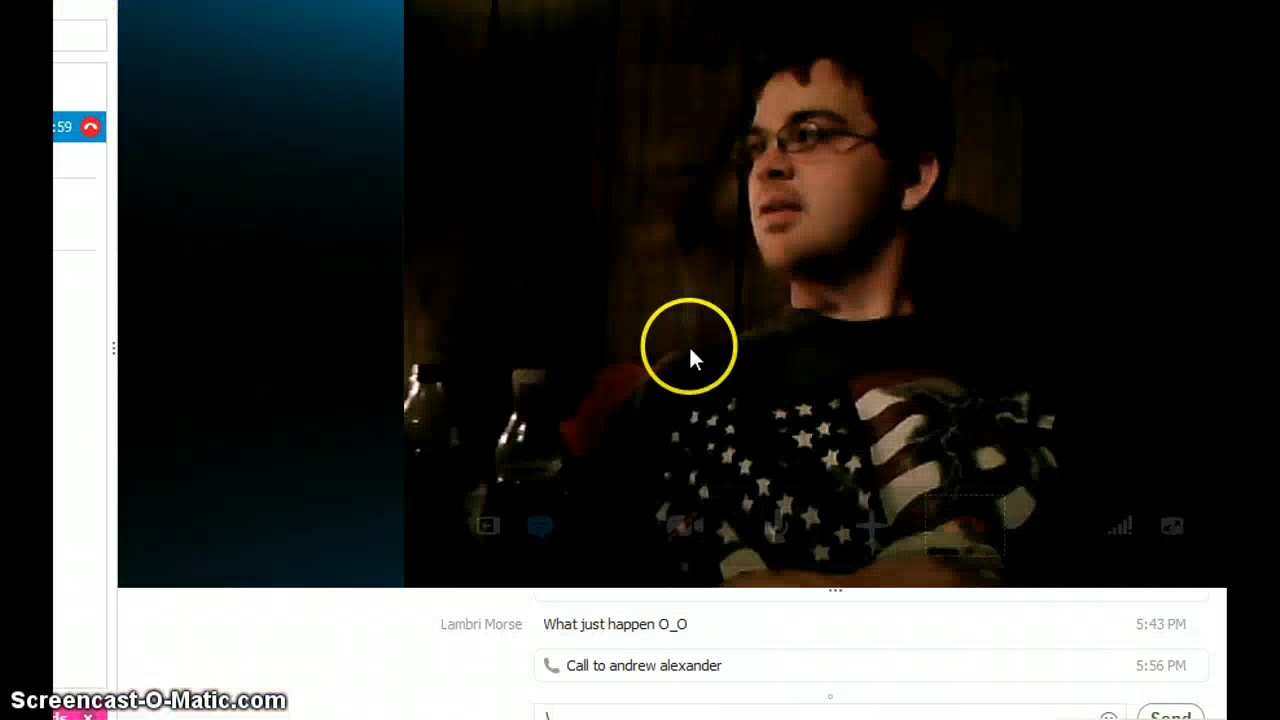 :59
Lambri Morse What just happen O_O 5:43 PM
Call to andrew alexander 5:56 PM
Send
Screencast-O-Matic.com